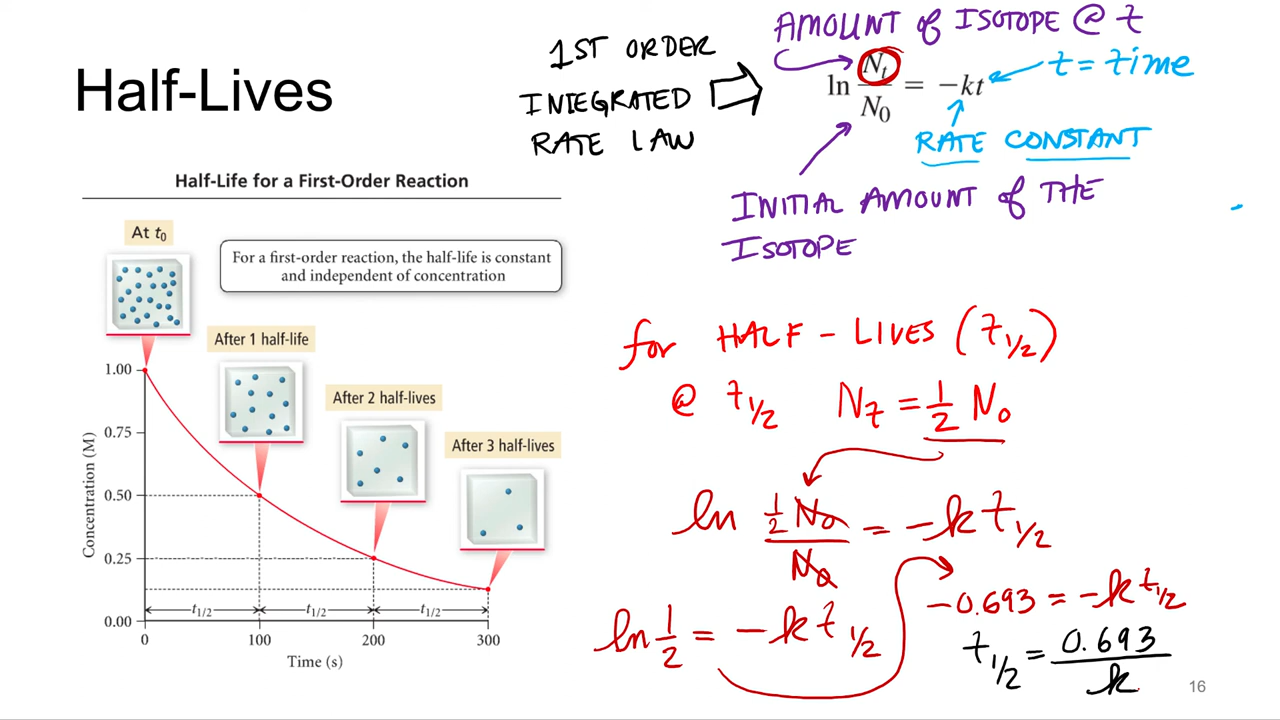 Half-Lives
1ST ORDER
INTEGRATED
RATE LAW
AMOUNT of ISOTOPE @ t
ln Nt/N0 = −kt
t = time
RATE CONSTANT
INITIAL AMOUNT of THE
ISOTOPE
Half-Life for a First-Order Reaction
At t0
For a first-order reaction, the half-life is constant
and independent of concentration
After 1 half-life
After 2 half-lives
After 3 half-lives
Concentration (M)
1.00
0.75
0.50
0.25
0.00
t1/2 t1/2 t1/2
0 100 200 300
Time (s)
for HALF-LIVES (t1/2)
@ t1/2 Nt = 1/2 N0
ln 1/2 N0 / N0 = −k t1/2
ln 1/2 = −k t1/2
−0.693 = −k t1/2
t1/2 = 0.693/k
16